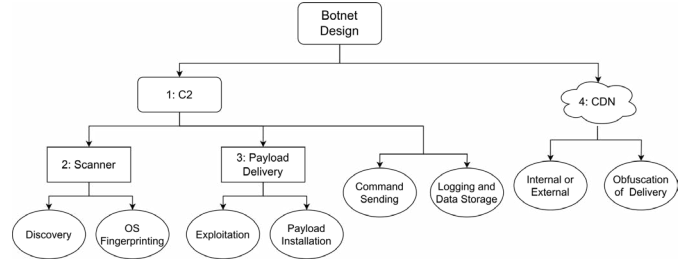 Botnet
Design
1: C2
4: CDN
2: Scanner
3: Payload
Delivery
Command
Sending
Logging and
Data Storage
Internal or
External
Obfuscation
of Delivery
Discovery
OS
Fingerprinting
Exploitation
Payload
Installation